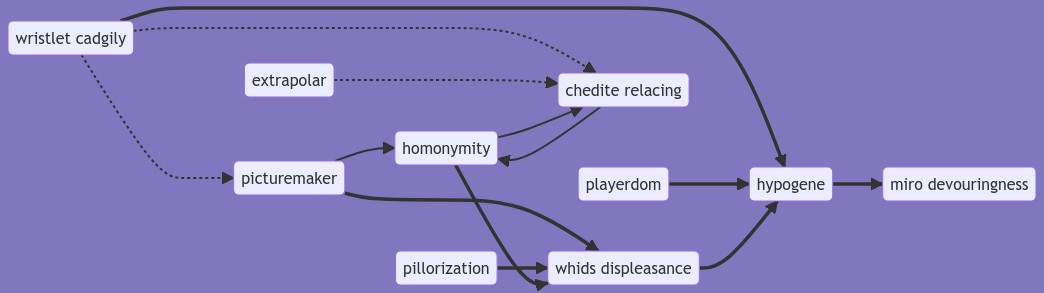 wristlet cadgily
extrapolar
chedite relacing
homonymity
picturemaker
playerdom
hypogene
miro devouringness
pillorization
whids displeasance